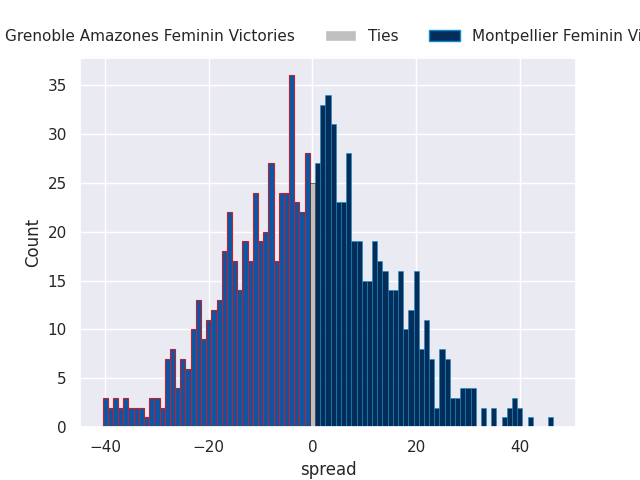 Grenoble Amazones Feminin Victories Ties Montpellier Feminin Vi
35
30
25
20
15
10
5
0
Count
−40 −20 0 20 40
spread